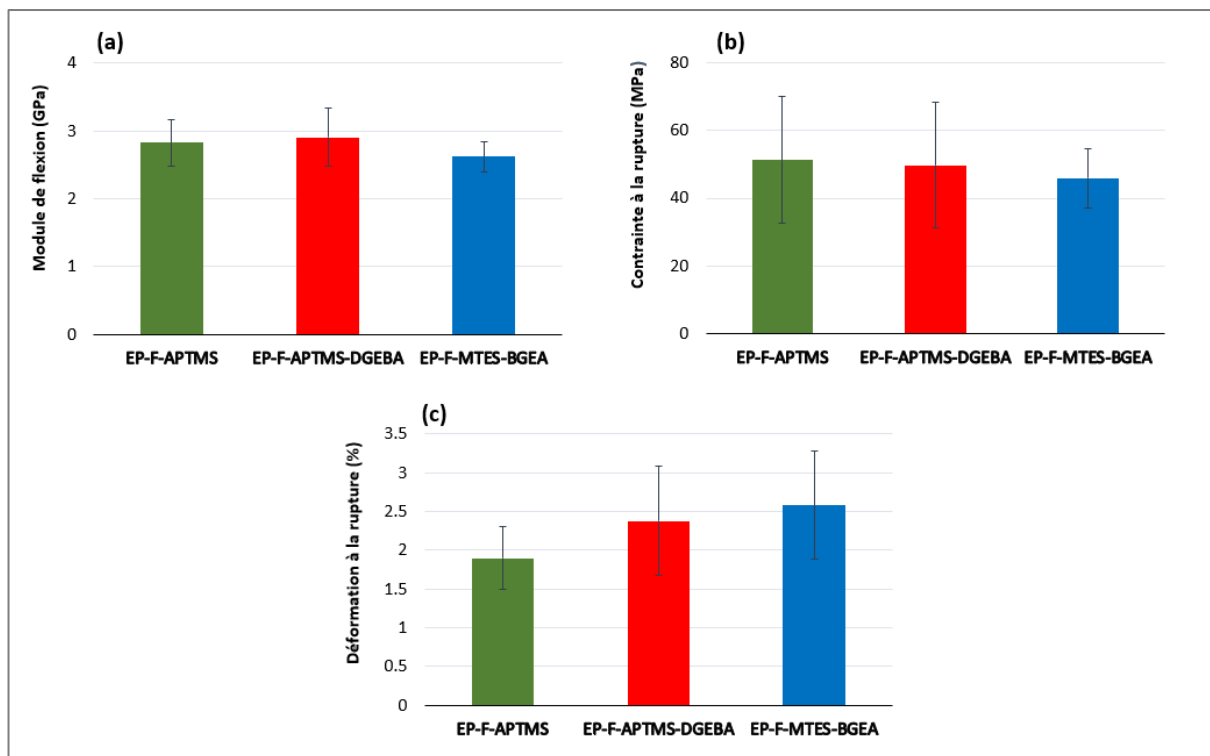 (a)
Module de flexion (GPa)
4
3
2
1
0
EP-F-APTMS
EP-F-APTMS-DGEBA
EP-F-MTES-BGEA
(b)
Contrainte à la rupture (MPa)
80
60
40
20
0
EP-F-APTMS
EP-F-APTMS-DGEBA
EP-F-MTES-BGEA
(c)
Déformation à la rupture (%)
3.5
3
2.5
2
1.5
1
0.5
0
EP-F-APTMS
EP-F-APTMS-DGEBA
EP-F-MTES-BGEA